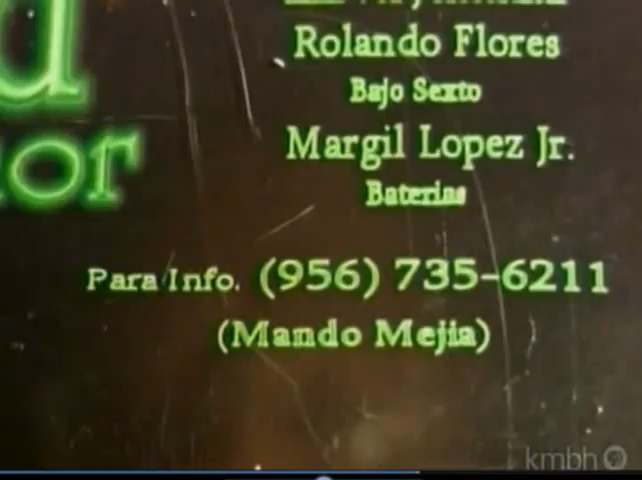 Rolando Flores
Bajo Sexto
Margil Lopez Jr.
Baterias
Para Info. (956) 735-6211
(Mando Mejia)
kmbh